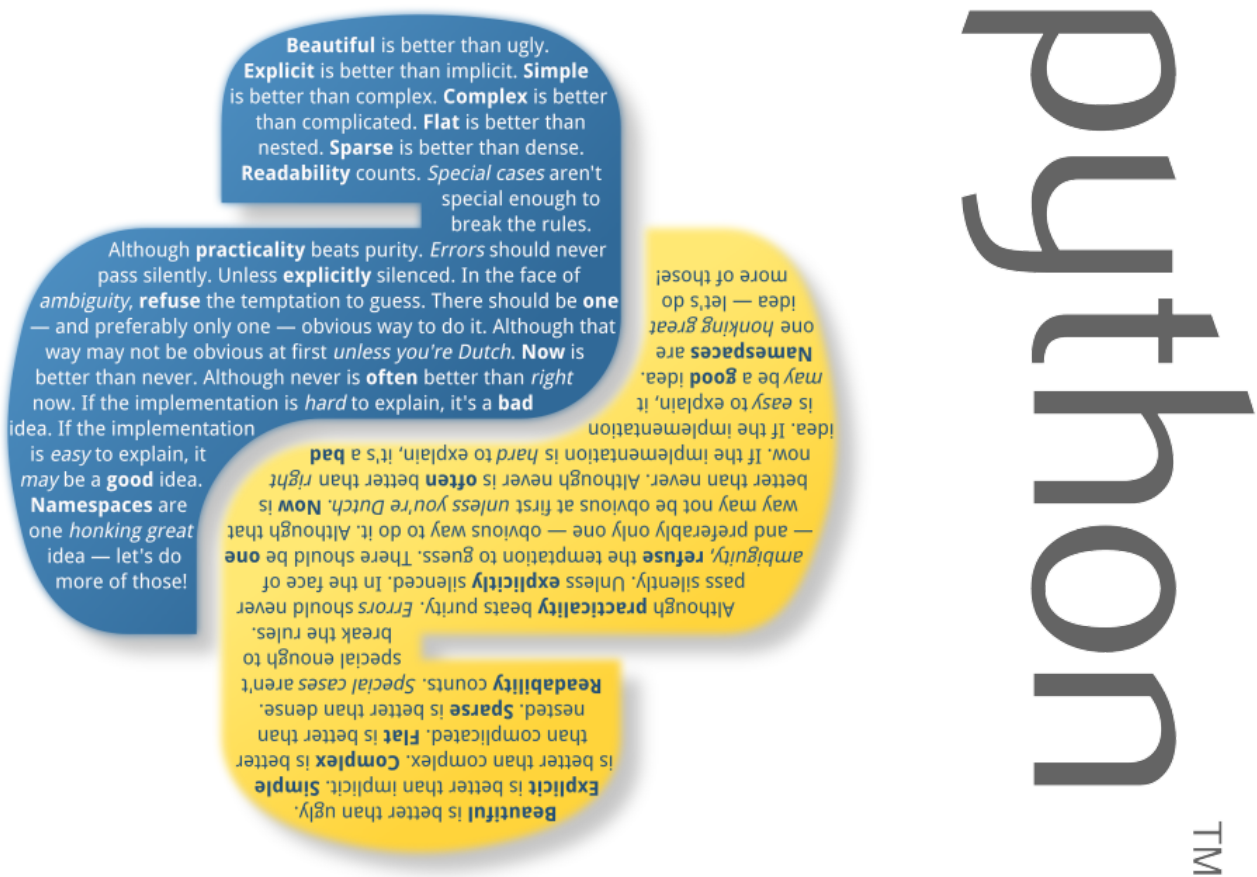 Beautiful is better than ugly.
Explicit is better than implicit. Simple
is better than complex. Complex is better
than complicated. Flat is better than
nested. Sparse is better than dense.
Readability counts. Special cases aren't
special enough to
break the rules.
Although practicality beats purity. Errors should never
pass silently. Unless explicitly silenced. In the face of
ambiguity, refuse the temptation to guess. There should be one
— and preferably only one — obvious way to do it. Although that
way may not be obvious at first unless you're Dutch. Now is
better than never. Although never is often better than right
now. If the implementation is hard to explain, it's a bad
idea. If the implementation
is easy to explain, it
may be a good idea.
Namespaces are
one honking great
idea — let's do
more of those!
Beautiful is better than ugly.
Explicit is better than implicit. Simple
is better than complex. Complex is better
than complicated. Flat is better than
nested. Sparse is better than dense.
Readability counts. Special cases aren't
special enough to
break the rules.
Although practicality beats purity. Errors should never
pass silently. Unless explicitly silenced. In the face of
ambiguity, refuse the temptation to guess. There should be one
— and preferably only one — obvious way to do it. Although that
way may not be obvious at first unless you're Dutch. Now is
better than never. Although never is often better than right
now. If the implementation is hard to explain, it's a bad
idea. If the implementation
is easy to explain, it
may be a good idea.
Namespaces are
one honking great
idea — let's do
more of those!
python
TM